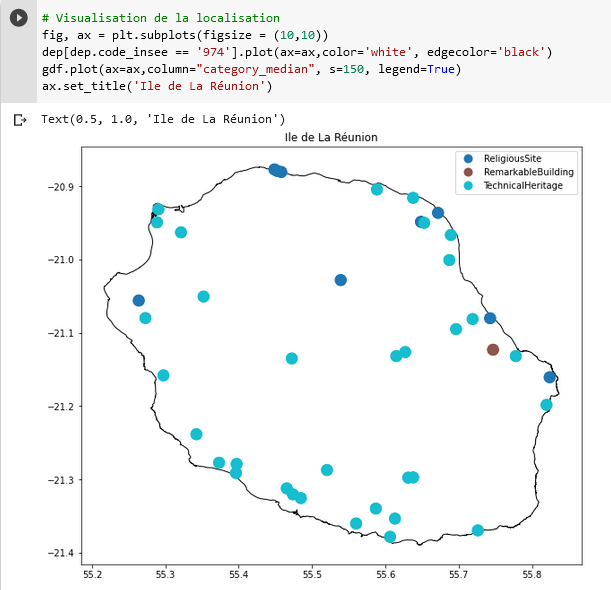 # Visualisation de la localisation
fig, ax = plt.subplots(figsize = (10,10))
dep[dep.code_insee == '974'].plot(ax=ax,color='white', edgecolor='black')
gdf.plot(ax=ax,column="category_median", s=150, legend=True)
ax.set_title('Ile de La Réunion')
Text(0.5, 1.0, 'Ile de La Réunion')
Ile de La Réunion
ReligiousSite
RemarkableBuilding
TechnicalHeritage
−20.9
−21.0
−21.1
−21.2
−21.3
−21.4
55.2 55.3 55.4 55.5 55.6 55.7 55.8